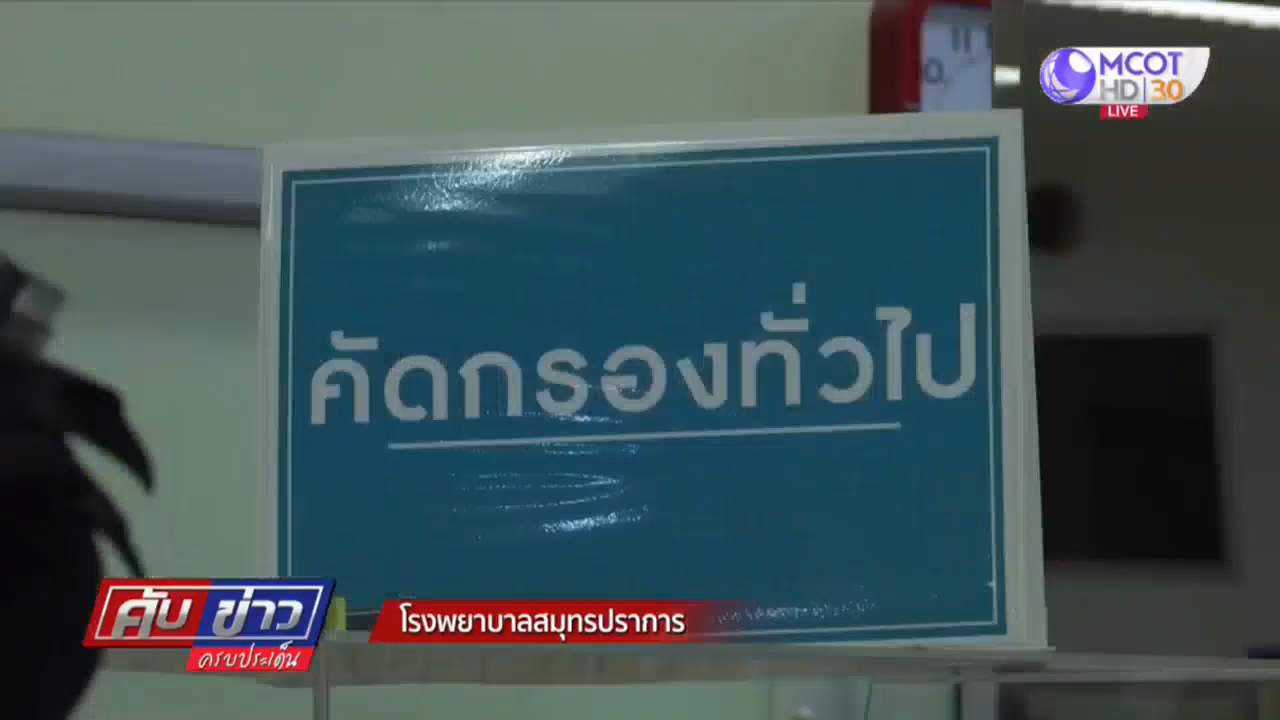 MCOT
HD 30
LIVE
คัดกรองทั่วไป
คับ ข่าว
ครบประเด็น
โรงพยาบาลสมุทรปราการ